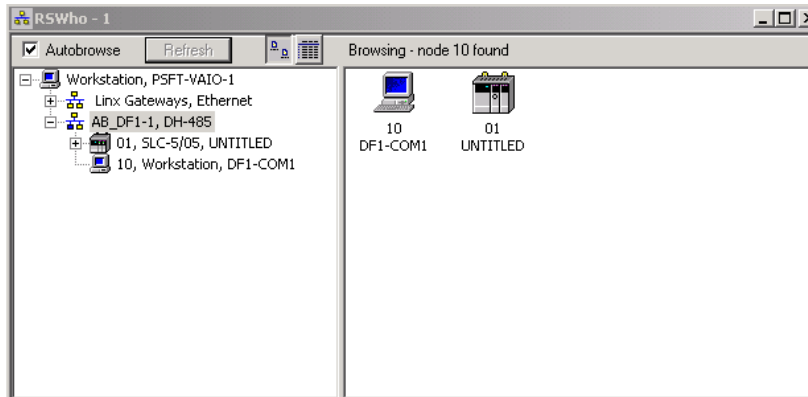 RSWho - 1
Autobrowse Refresh Browsing - node 10 found
Workstation, PSFT-VAIO-1
Linx Gateways, Ethernet
AB_DF1-1, DH-485
01, SLC-5/05, UNTITLED
10, Workstation, DF1-COM1
10
DF1-COM1
01
UNTITLED